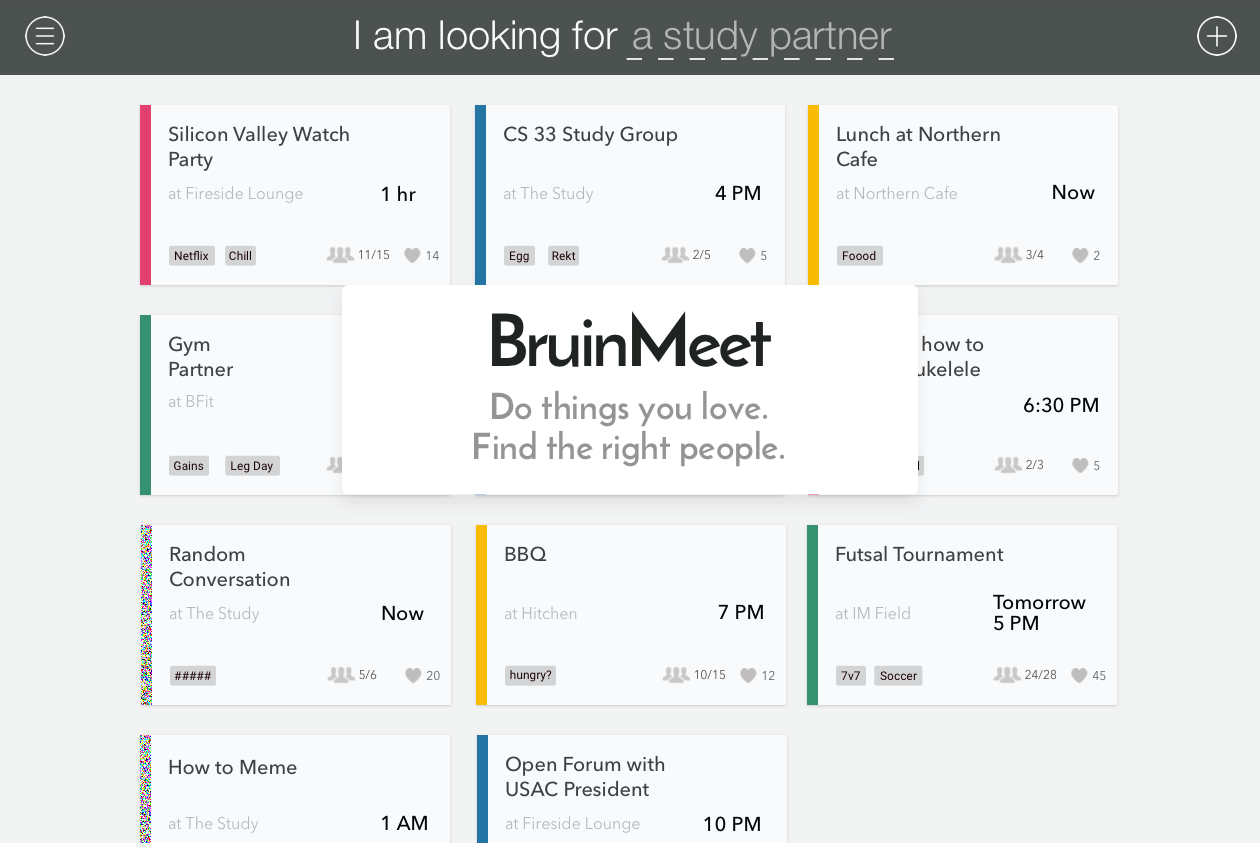 I am looking for a study partner
Silicon Valley Watch
Party
at Fireside Lounge
1 hr
Netflix Chill 11/15 14
CS 33 Study Group
at The Study
4 PM
Egg Rekt 2/5 5
Lunch at Northern
Cafe
at Northern Cafe
Now
Foood 3/4 2
Gym
Partner
at BFit
Gains Leg Day
BruinMeet
Do things you love.
Find the right people.
how to
ukelele
6:30 PM
2/3 5
Random
Conversation
at The Study
Now
##### 5/6 20
BBQ
at Hitchen
7 PM
hungry? 10/15 12
Futsal Tournament
at IM Field
Tomorrow
5 PM
7v7 Soccer 24/28 45
How to Meme
at The Study
1 AM
Open Forum with
USAC President
at Fireside Lounge
10 PM